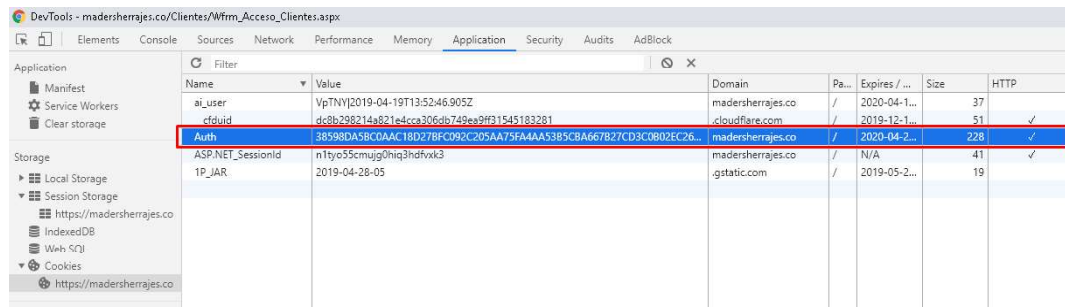 DevTools - madersherrajes.co/Clientes/Wfrm_Acceso_Clientes.aspx
Elements Console Sources Network Performance Memory Application Security Audits AdBlock
Application
Manifest
Service Workers
Clear storage
Storage
Local Storage
Session Storage
https://madersherrajes.co
IndexedDB
Web SQL
Cookies
https://madersherrajes.co
Filter
Name Value Domain Pa... Expires / ... Size HTTP
ai_user VpTNY|2019-04-19T13:52:46.905Z madersherrajes.co / 2020-04-1... 37
cfduid dc8b298214a821e4cca306db749ea9ff31545183281 .cloudflare.com / 2019-12-1... 51 ✓
Auth 38598DA5BC0AAC18D27BFC092C205AA75FA4AA53B5CBA667B27CD3C0B02EC26... madersherrajes.co / 2020-04-2... 228 ✓
ASP.NET_SessionId n1tyo55cmujg0hiq3hdfvxk3 madersherrajes.co / N/A 41 ✓
1P_JAR 2019-04-28-05 .gstatic.com / 2019-05-2... 19